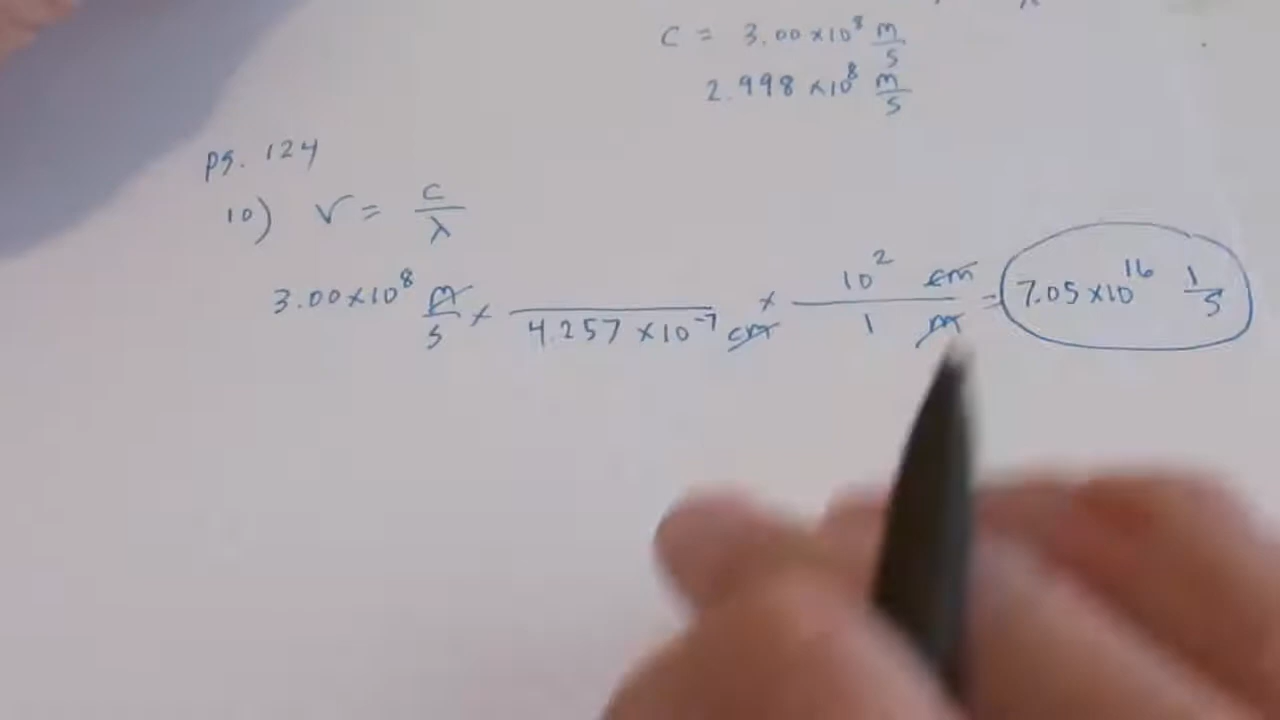 C = 3.00 ×10⁸ m/s
2.998 ×10⁸ m/s
pg. 124
10) ν = c/λ
3.00×10⁸ m/s × /4.257 ×10⁻⁷ cm × 10² cm/1 m = 7.05×10¹⁶ 1/s